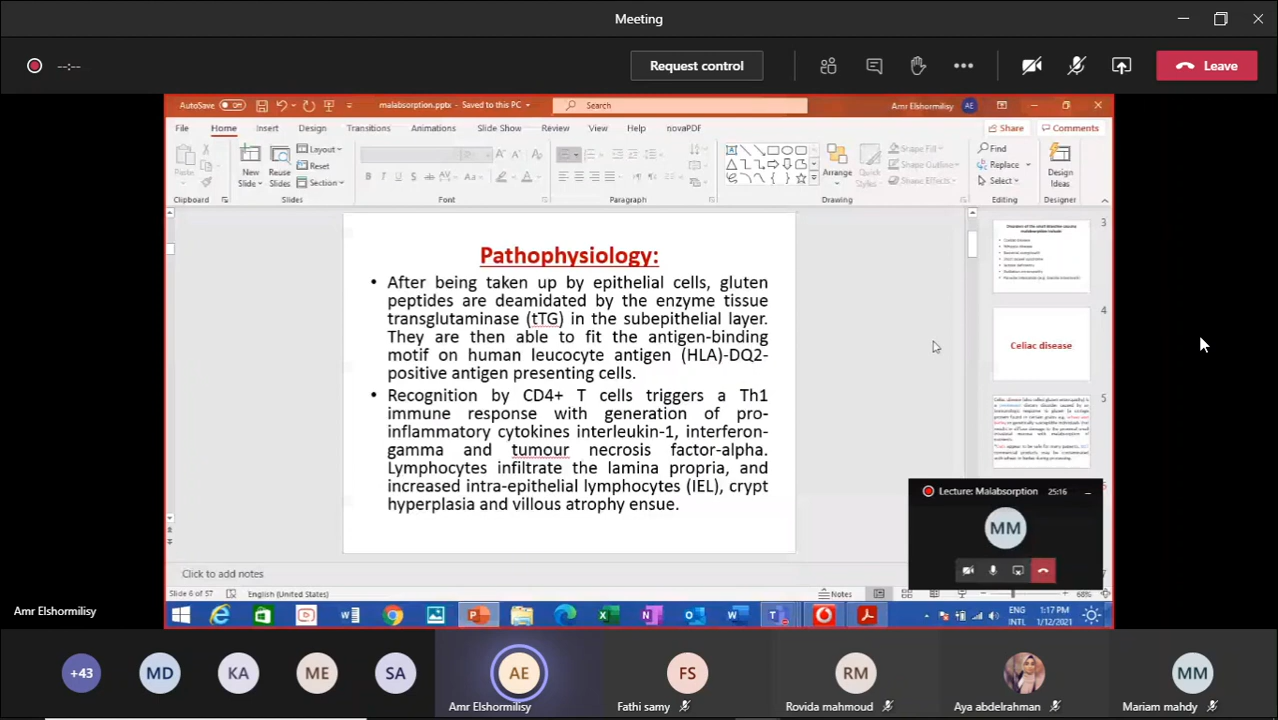 Meeting
--:--
Request control
Leave
AutoSave Off malabsorption.pptx - Saved to this PC Search Amr Elshormilisy AE
File Home Insert Design Transitions Animations Slide Show Review View Help novaPDF Share Comments
Paste New Slides Reuse Slides Layout Reset Section Arrange Quick Styles Shape Fill Shape Outline Shape Effects Find Replace Select Design Ideas
Clipboard Slides Font Paragraph Drawing Editing Designer
Pathophysiology:
• After being taken up by epithelial cells, gluten
peptides are deamidated by the enzyme tissue
transglutaminase (tTG) in the subepithelial layer.
They are then able to fit the antigen-binding
motif on human leucocyte antigen (HLA)-DQ2-
positive antigen presenting cells.
• Recognition by CD4+ T cells triggers a Th1
immune response with generation of pro-
inflammatory cytokines interleukin-1, interferon-
gamma and tumour necrosis factor-alpha.
Lymphocytes infiltrate the lamina propria, and
increased intra-epithelial lymphocytes (IEL), crypt
hyperplasia and villous atrophy ensue.
3
4
Celiac disease
5
Lecture: Malabsorption 25:16
MM
Click to add notes
Slide 6 of 57 English (United States) Notes 68%
ENG 1:17 PM
INTL 1/12/2021
Amr Elshormilisy
+43 MD KA ME SA AE FS RM MM
Amr Elshormilisy Fathi samy Rovida mahmoud Aya abdelrahman Mariam mahdy